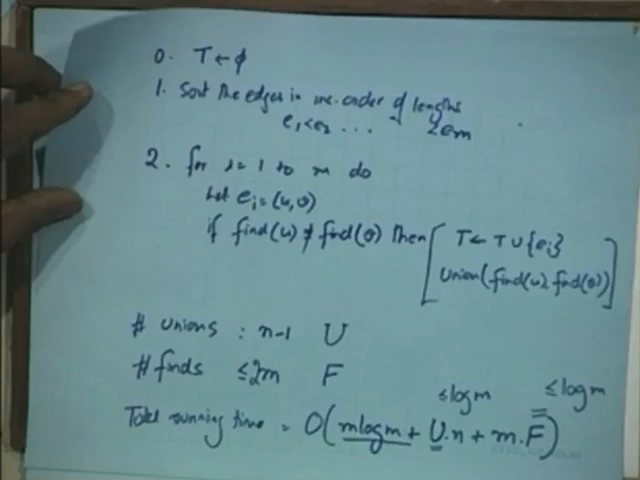 0. T ← φ
1. Sort the edges in inc. order of lengths
e₁ < e₂ ... < em
2. for i = 1 to m do
Let ei = (u, v)
if find(u) ≠ find(v) then [ T ← T ∪ {ei}
Union(find(u), find(v)) ]
# unions : n-1 U
# finds ≤ 2m F
≤ log m ≤ log m
Total running time = O(m log m + U.n + m.F)